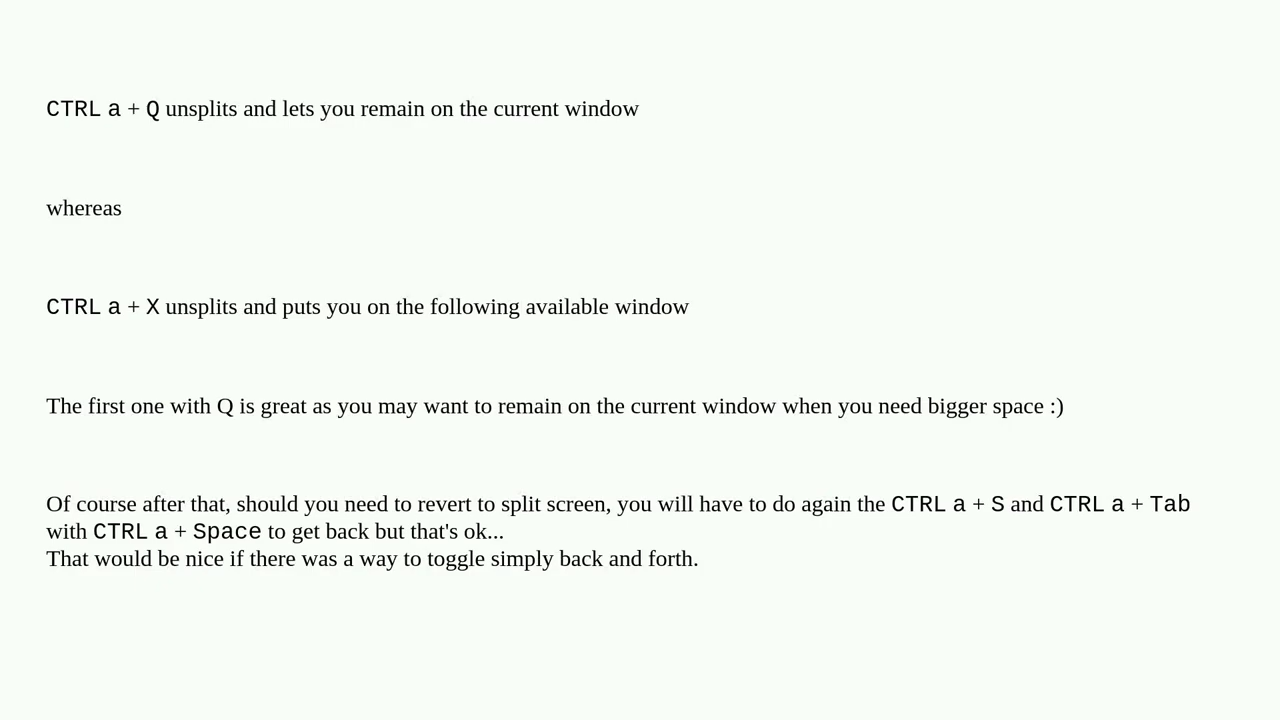 CTRL a + Q unsplits and lets you remain on the current window
whereas
CTRL a + X unsplits and puts you on the following available window
The first one with Q is great as you may want to remain on the current window when you need bigger space :)
Of course after that, should you need to revert to split screen, you will have to do again the CTRL a + S and CTRL a + Tab
with CTRL a + Space to get back but that's ok...
That would be nice if there was a way to toggle simply back and forth.